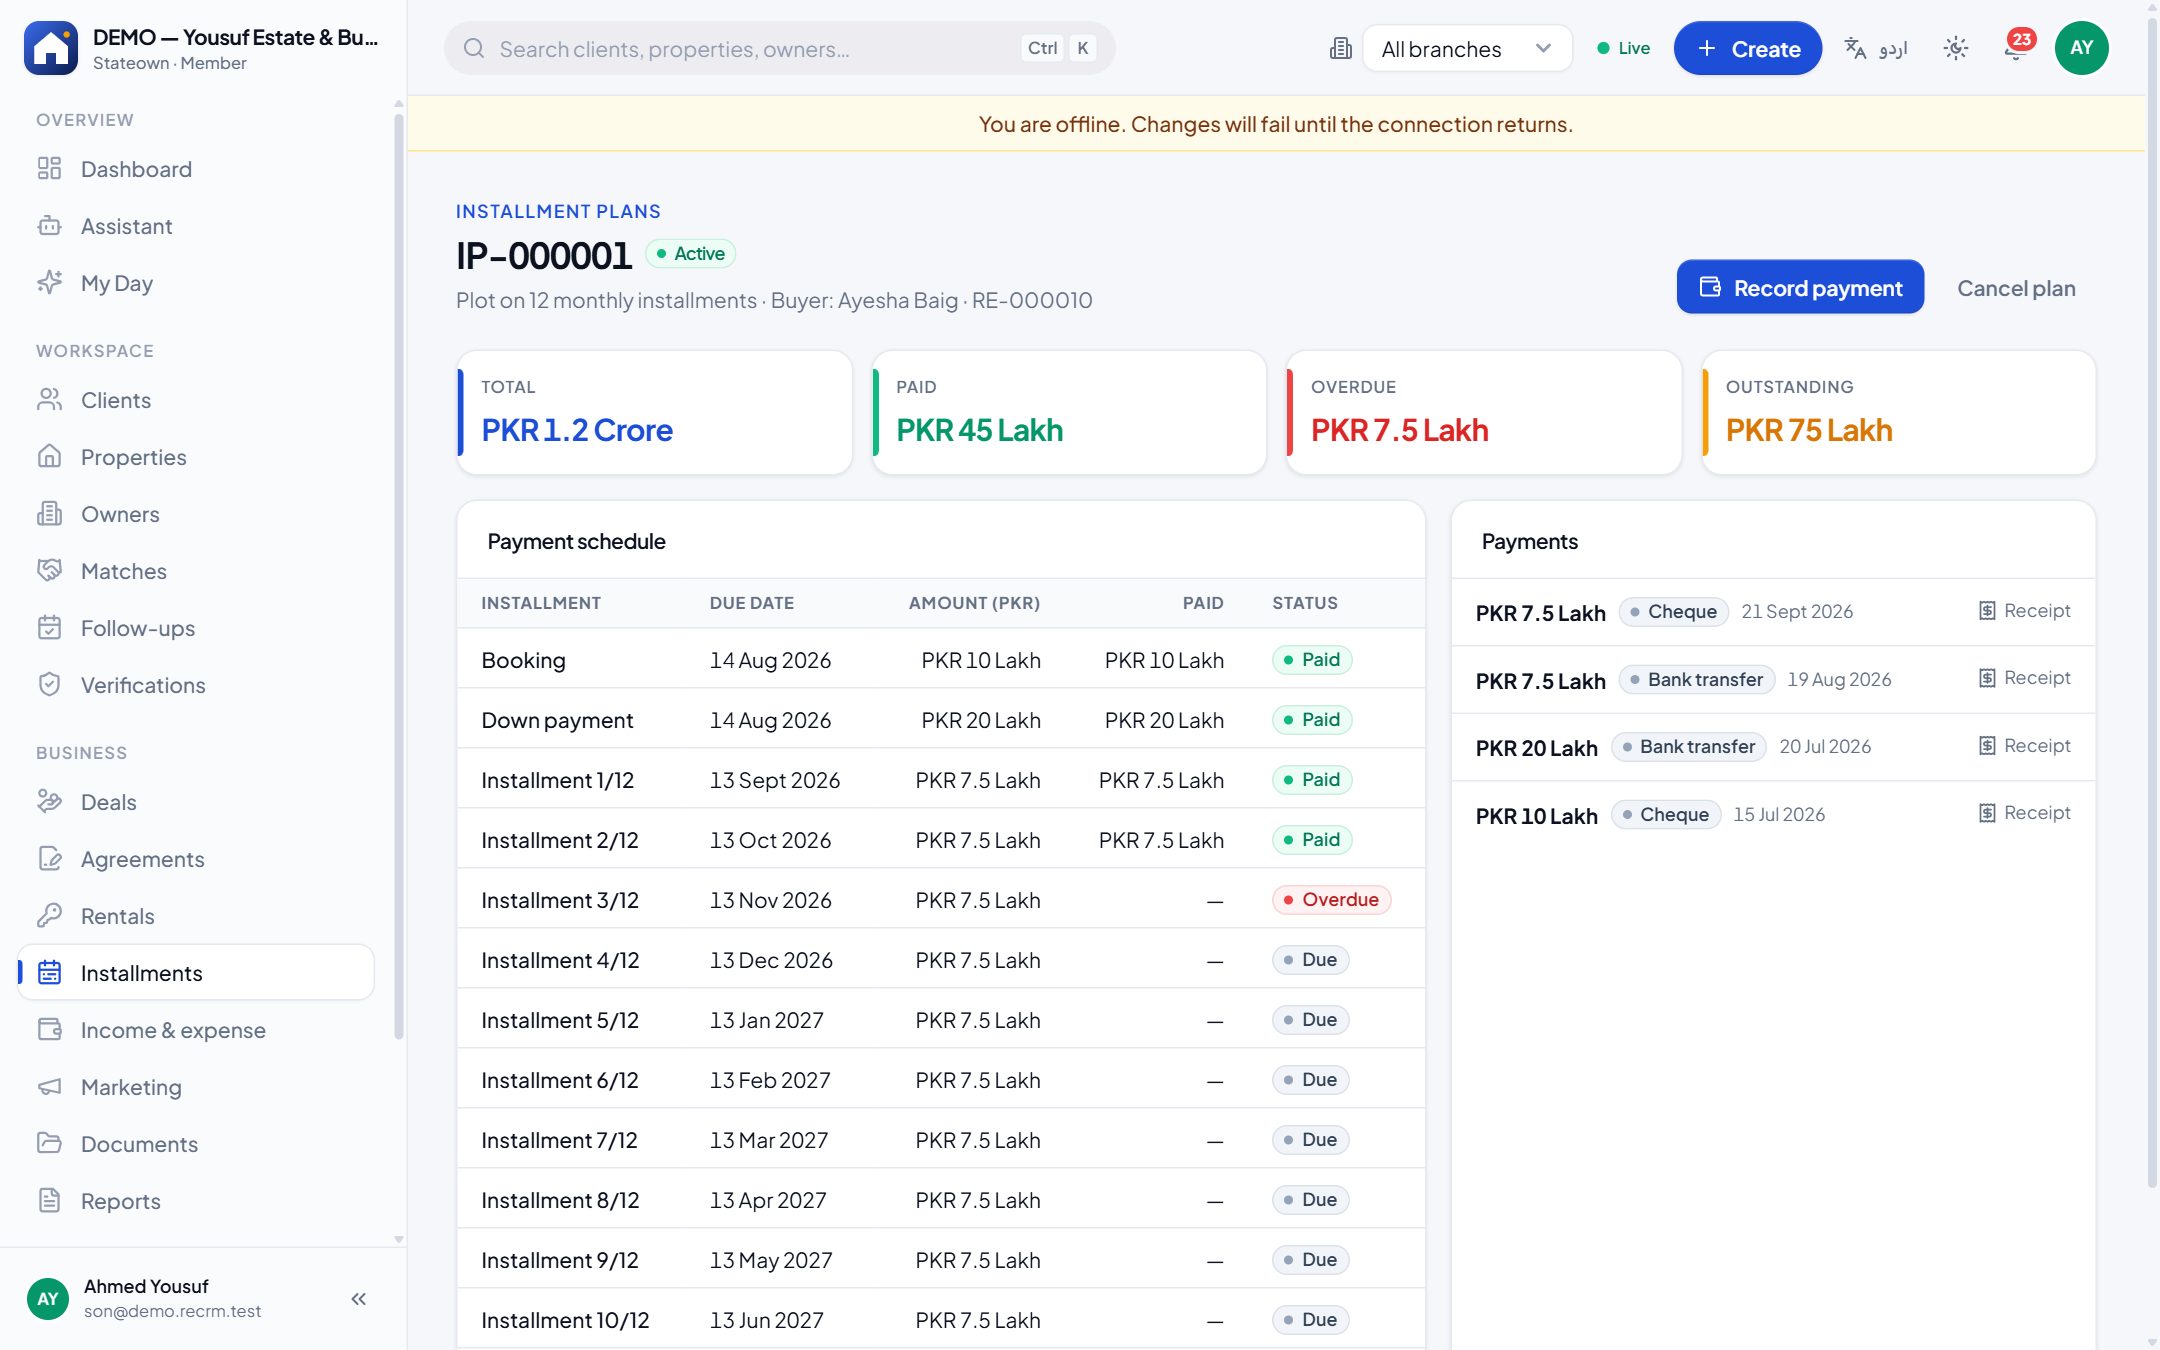 DEMO — Yousuf Estate & Bu...
Stateown · Member
OVERVIEW
Dashboard
Assistant
My Day
WORKSPACE
Clients
Properties
Owners
Matches
Follow-ups
Verifications
BUSINESS
Deals
Agreements
Rentals
Installments
Income & expense
Marketing
Documents
Reports
AY
Ahmed Yousuf
son@demo.recrm.test
Search clients, properties, owners...
Ctrl K
All branches
Live
Create
اردو
23
AY
You are offline. Changes will fail until the connection returns.
INSTALLMENT PLANS
IP-000001 Active
Plot on 12 monthly installments · Buyer: Ayesha Baig · RE-000010
Record payment
Cancel plan
TOTAL
PKR 1.2 Crore
PAID
PKR 45 Lakh
OVERDUE
PKR 7.5 Lakh
OUTSTANDING
PKR 75 Lakh
Payment schedule
INSTALLMENT DUE DATE AMOUNT (PKR) PAID STATUS
Booking 14 Aug 2026 PKR 10 Lakh PKR 10 Lakh Paid
Down payment 14 Aug 2026 PKR 20 Lakh PKR 20 Lakh Paid
Installment 1/12 13 Sept 2026 PKR 7.5 Lakh PKR 7.5 Lakh Paid
Installment 2/12 13 Oct 2026 PKR 7.5 Lakh PKR 7.5 Lakh Paid
Installment 3/12 13 Nov 2026 PKR 7.5 Lakh — Overdue
Installment 4/12 13 Dec 2026 PKR 7.5 Lakh — Due
Installment 5/12 13 Jan 2027 PKR 7.5 Lakh — Due
Installment 6/12 13 Feb 2027 PKR 7.5 Lakh — Due
Installment 7/12 13 Mar 2027 PKR 7.5 Lakh — Due
Installment 8/12 13 Apr 2027 PKR 7.5 Lakh — Due
Installment 9/12 13 May 2027 PKR 7.5 Lakh — Due
Installment 10/12 13 Jun 2027 PKR 7.5 Lakh — Due
Payments
PKR 7.5 Lakh Cheque 21 Sept 2026 Receipt
PKR 7.5 Lakh Bank transfer 19 Aug 2026 Receipt
PKR 20 Lakh Bank transfer 20 Jul 2026 Receipt
PKR 10 Lakh Cheque 15 Jul 2026 Receipt